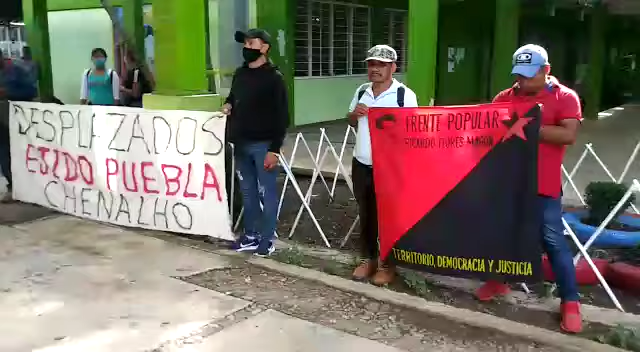 DESPLAZADOS
EJIDO PUEBLA
CHENALHO
FRENTE POPULAR
RICARDO FLORES MAGON
TERRITORIO, DEMOCRACIA Y JUSTICIA